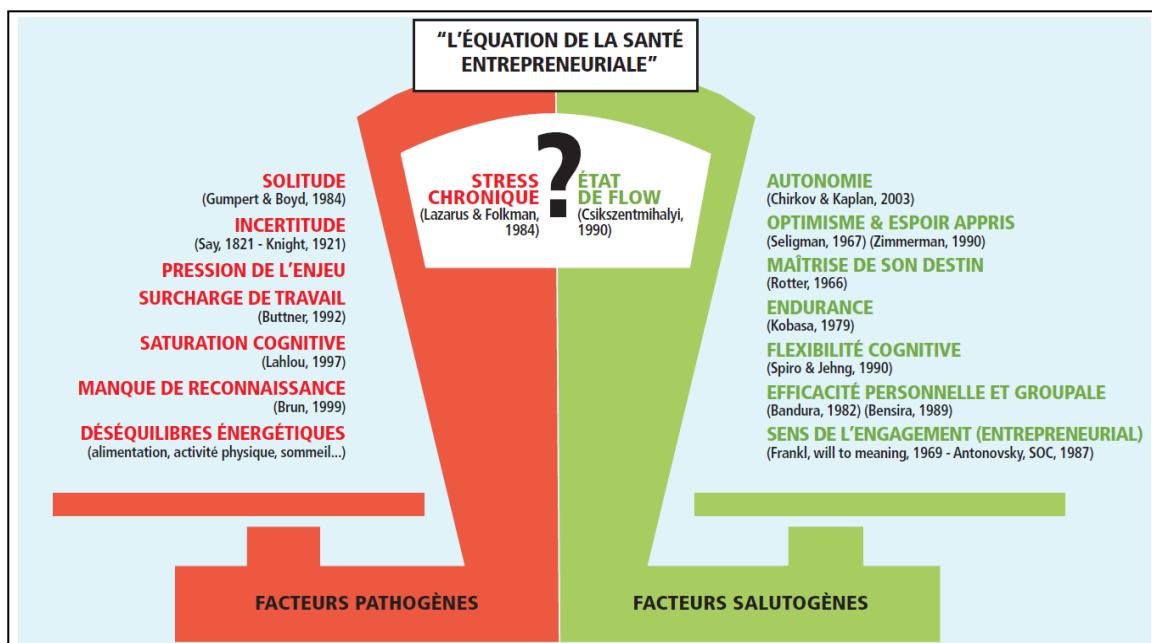 “L’ÉQUATION DE LA SANTÉ
ENTREPRENEURIALE”
SOLITUDE
(Gumpert & Boyd, 1984)
INCERTITUDE
(Say, 1821 - Knight, 1921)
PRESSION DE L’ENJEU
SURCHARGE DE TRAVAIL
(Buttner, 1992)
SATURATION COGNITIVE
(Lahlou, 1997)
MANQUE DE RECONNAISSANCE
(Brun, 1999)
DÉSÉQUILIBRES ÉNERGÉTIQUES
(alimentation, activité physique, sommeil...)
STRESS
CHRONIQUE
(Lazarus & Folkman,
1984)
?
ÉTAT
DE FLOW
(Csikszentmihalyi,
1990)
AUTONOMIE
(Chirkov & Kaplan, 2003)
OPTIMISME & ESPOIR APPRIS
(Seligman, 1967) (Zimmerman, 1990)
MAÎTRISE DE SON DESTIN
(Rotter, 1966)
ENDURANCE
(Kobasa, 1979)
FLEXIBILITÉ COGNITIVE
(Spiro & Jehng, 1990)
EFFICACITÉ PERSONNELLE ET GROUPALE
(Bandura, 1982) (Bensira, 1989)
SENS DE L’ENGAGEMENT (ENTREPRENEURIAL)
(Frankl, will to meaning, 1969 - Antonovsky, SOC, 1987)
FACTEURS PATHOGÈNES
FACTEURS SALUTOGÈNES